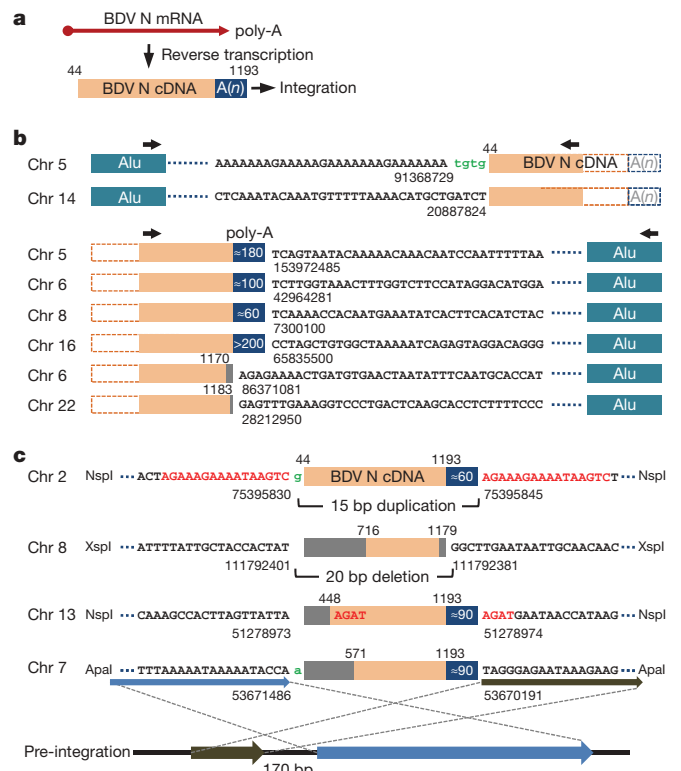 a
BDV N mRNA
poly-A
Reverse transcription
44 1193
BDV N cDNA A(n) Integration
b
44
Chr 5 Alu AAAAAAAGAAAAAGAAAAAAAGAAAAAAA tgtg BDV N cDNA A(n)
91368729
Chr 14 Alu CTCAAATACAAATGTTTTTAAAACATGCTGATCT A(n)
20887824
poly-A
Chr 5 ≈180 TCAGTAATACAAAAACAAACAATCCAATTTTTAA Alu
153972485
Chr 6 ≈100 TCTTGGTAAACTTTGGTCTTCCATAGGACATGGA Alu
42964281
Chr 8 ≈60 TCAAAACCACAATGAAATATCACTTCACATCTAC Alu
7300100
Chr 16 >200 CCTAGCTGTGGCTAAAAATCAGAGTAGGACAGGG Alu
65835500
1170
Chr 6 AGAGAAAACTGATGTGAACTAATATTTCAATGCACCAT Alu
1183 86371081
Chr 22 GAGTTTGAAAGGTCCCTGACTCAAGCACCTCTTTTCCC Alu
28212950
c
44 1193
Chr 2 NspI ACTAGAAAGAAAATAAGTC g BDV N cDNA ≈60 AGAAAGAAAATAAGTCT NspI
75395830 75395845
15 bp duplication
716 1179
Chr 8 XspI ATTTTATTGCTACCACTAT GGCTTGAATAATTGCAACAAC XspI
111792401 111792381
20 bp deletion
448 1193
Chr 13 NspI CAAAGCCACTTAGTTATTA AGAT ≈90 AGATGAATAACCATAAG NspI
51278973 51278974
571 1193
Chr 7 ApaI TTTAAAAATAAAAATACCA a ≈90 TAGGGAGAATAAAGAAG ApaI
53671486 53670191
Pre-integration
170 bp